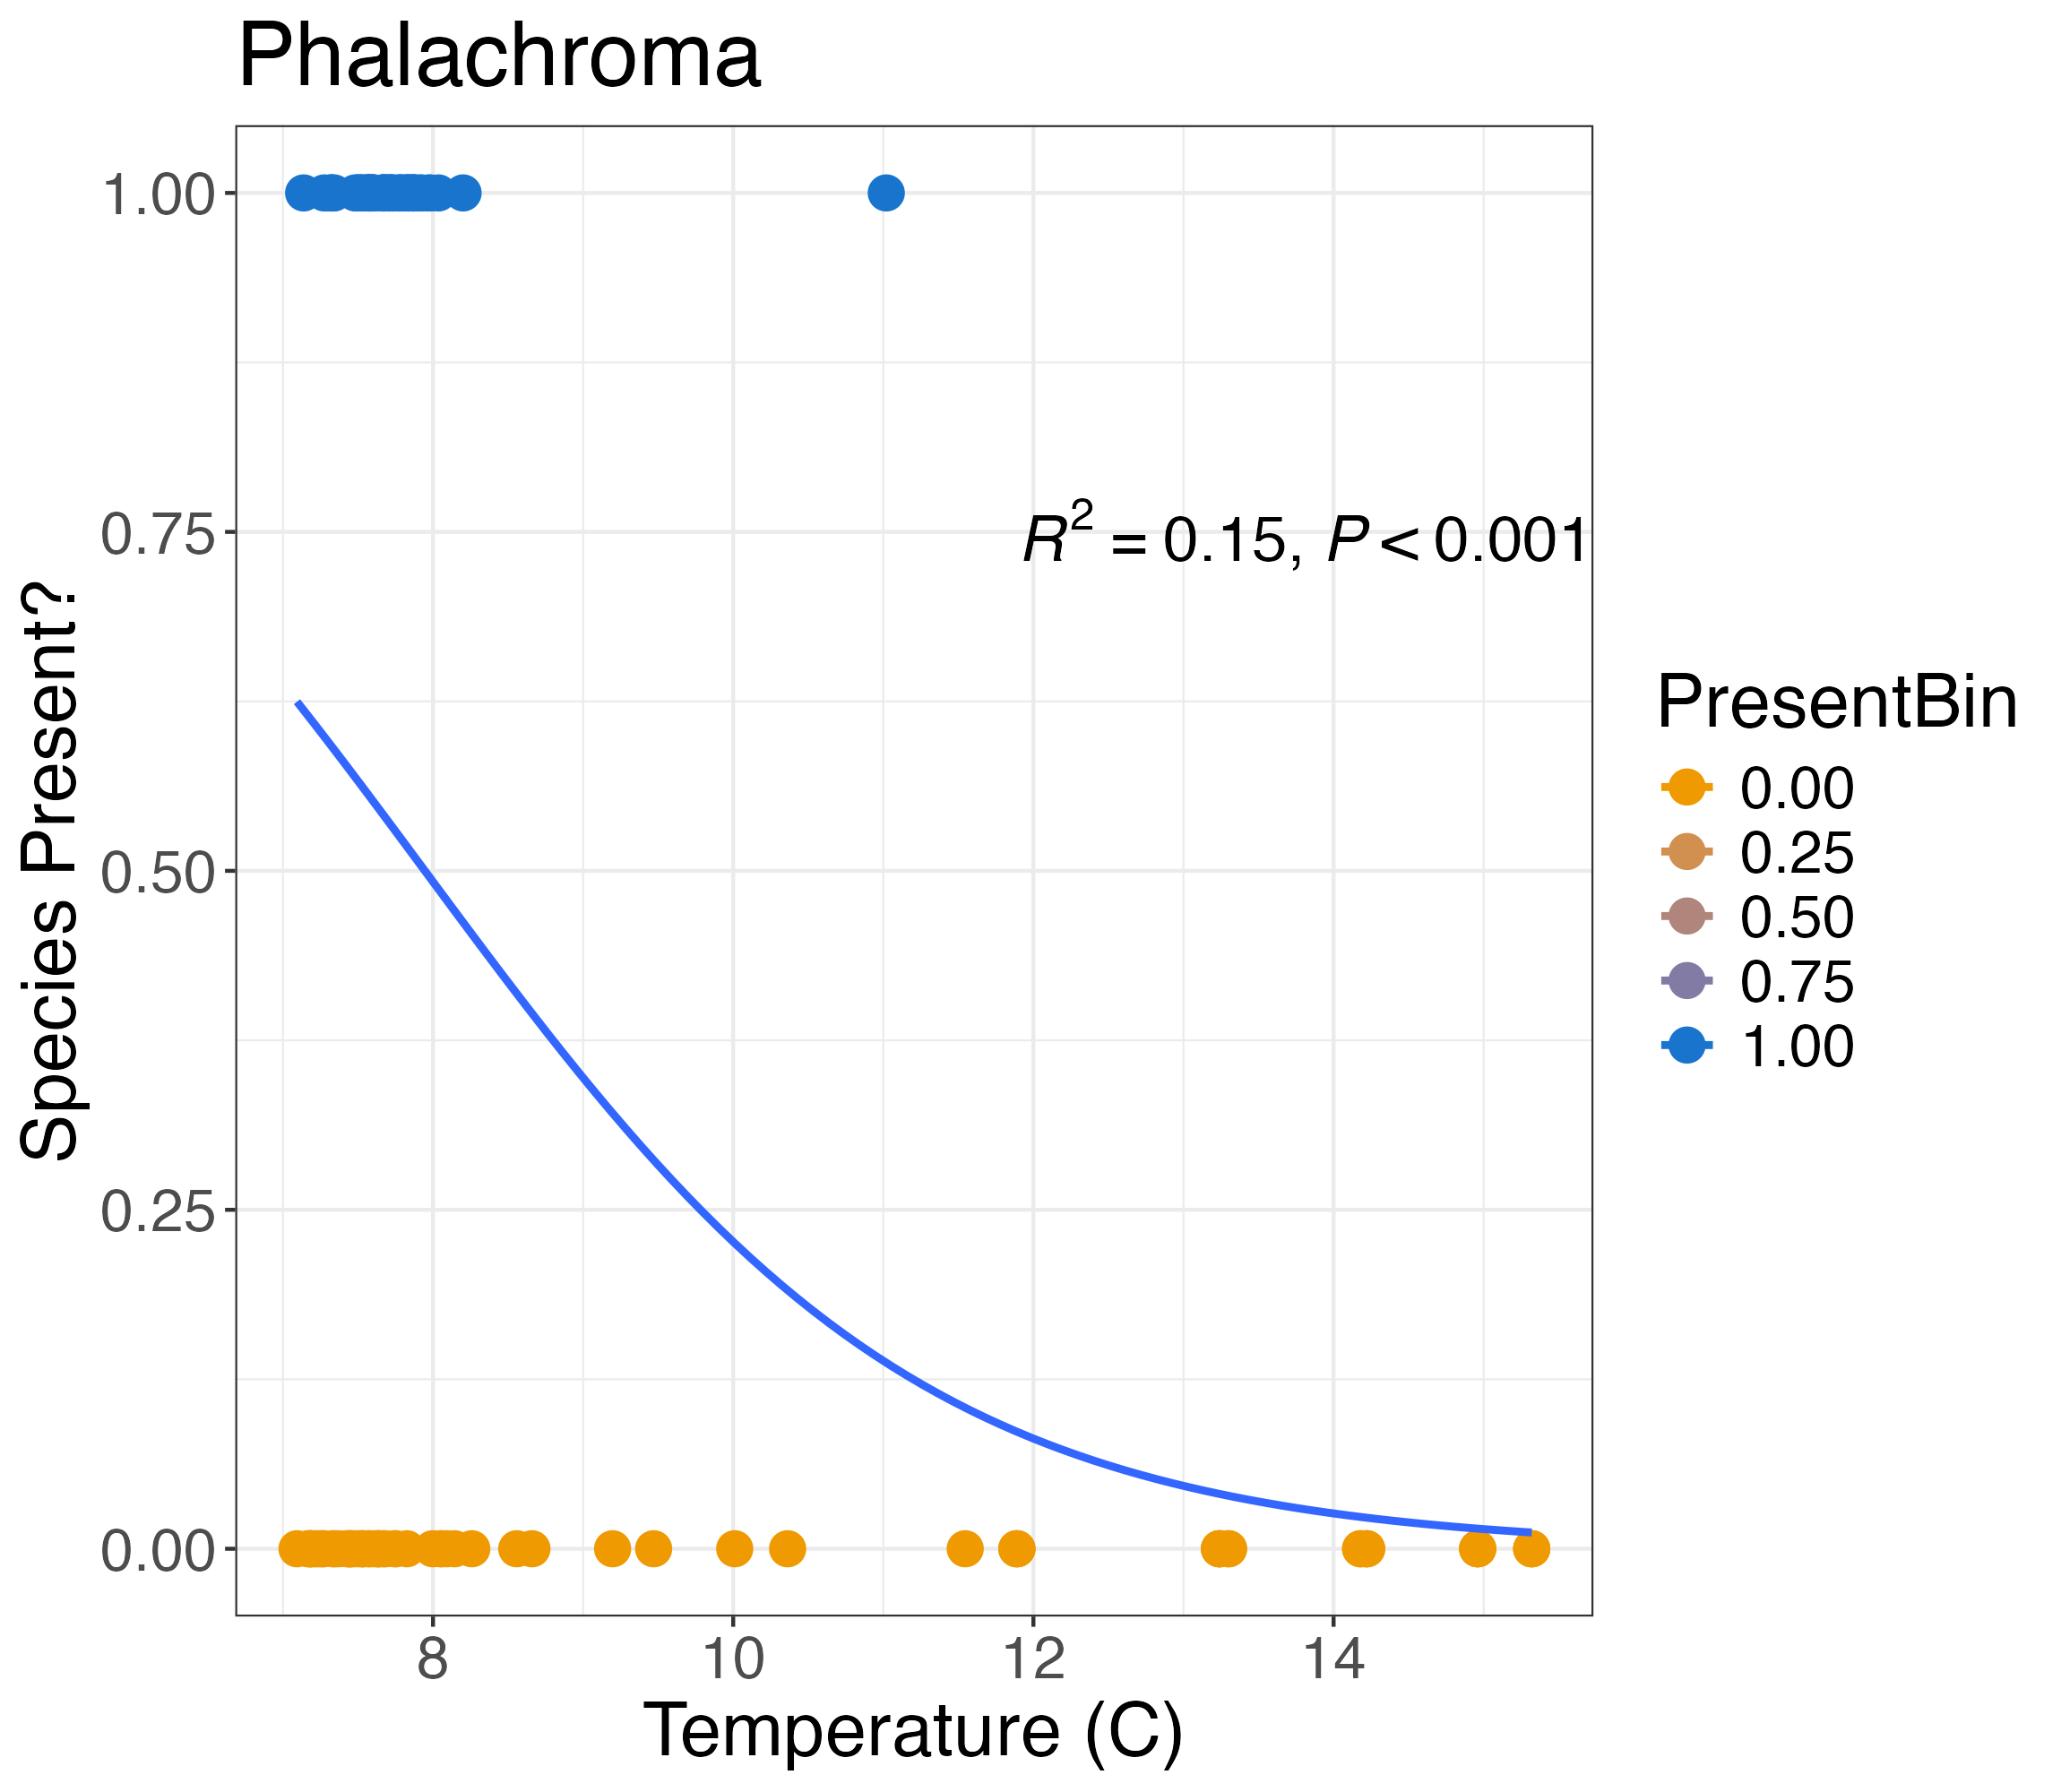 Phalachroma
Species Present?
1.00
0.75
0.50
0.25
0.00
R² = 0.15, P < 0.001
8 10 12 14
Temperature (C)
PresentBin
0.00
0.25
0.50
0.75
1.00